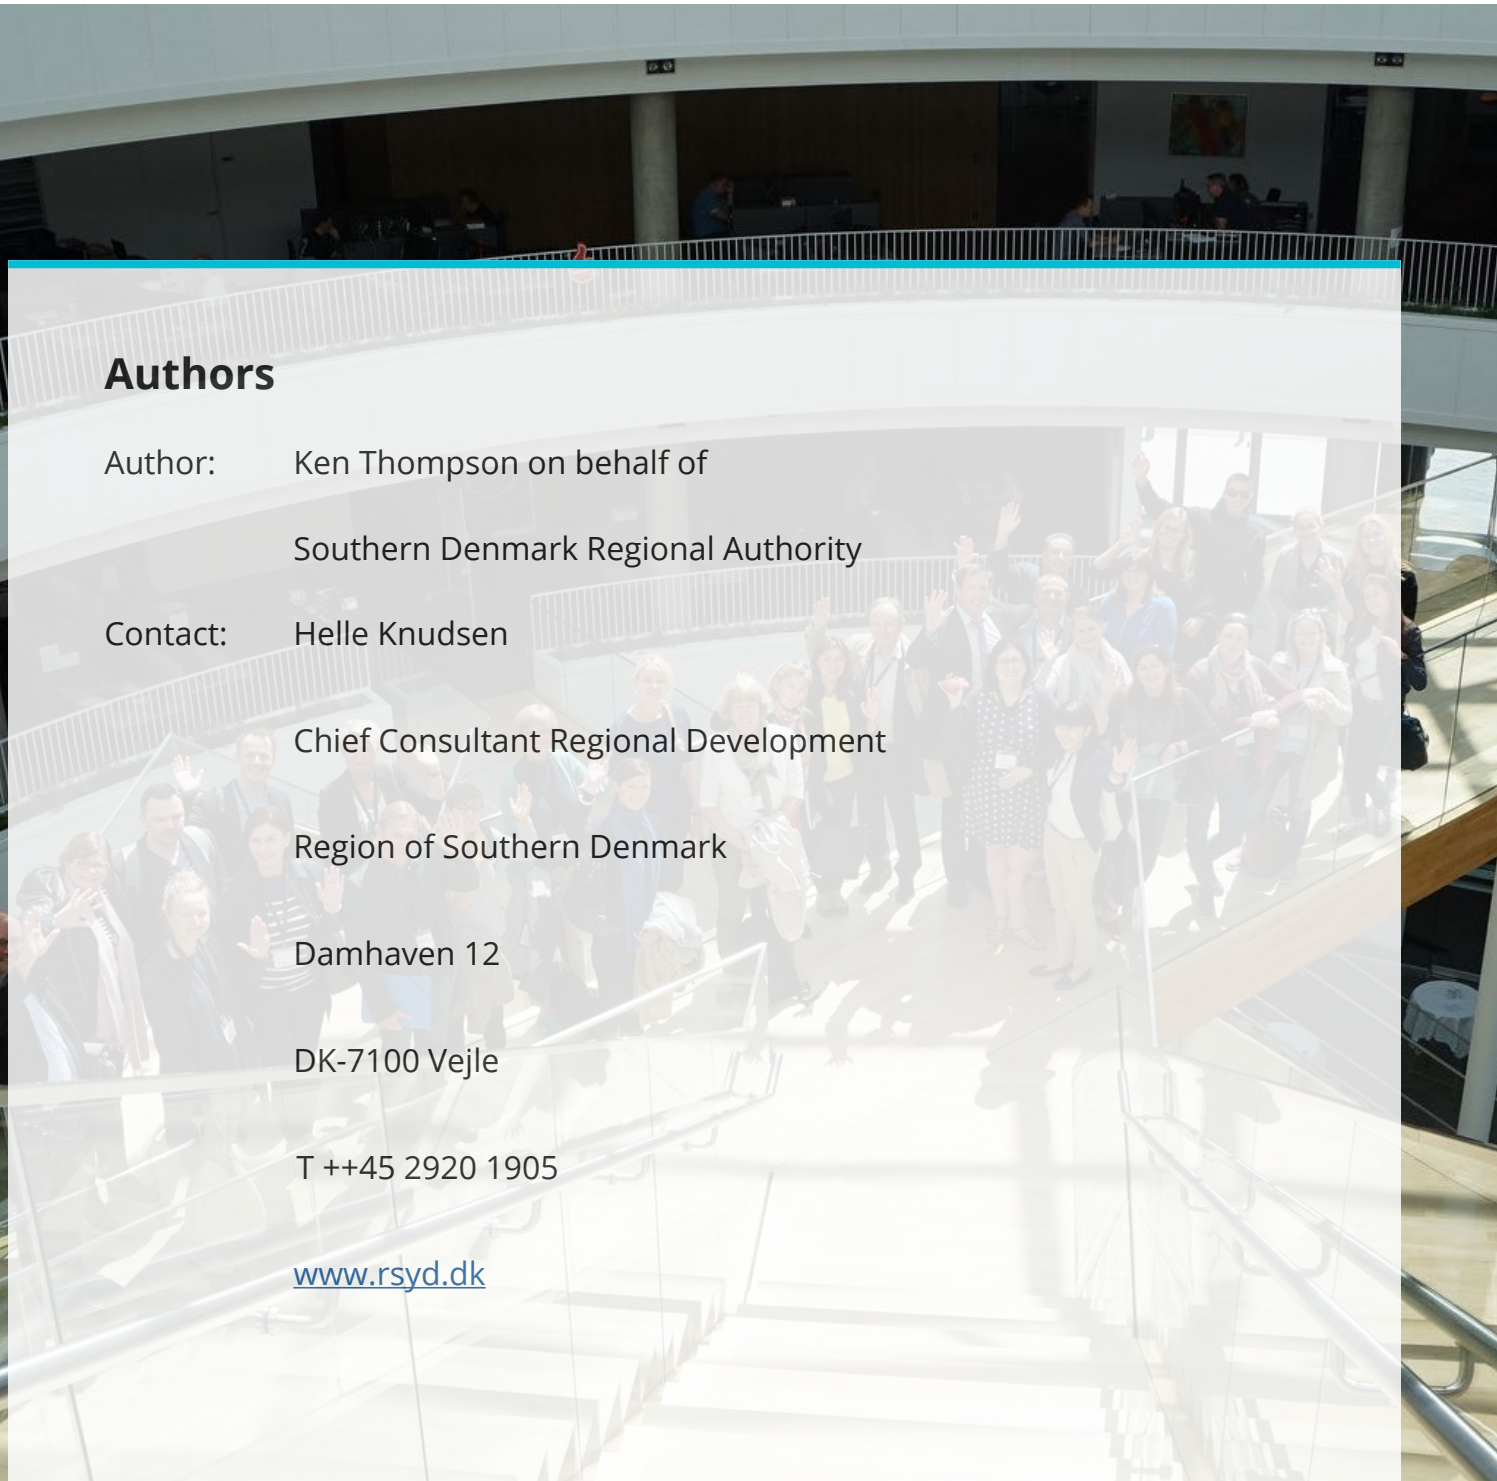 Authors
Author: Ken Thompson on behalf of
Southern Denmark Regional Authority
Contact: Helle Knudsen
Chief Consultant Regional Development
Region of Southern Denmark
Damhaven 12
DK-7100 Vejle
T ++45 2920 1905
www.rsyd.dk